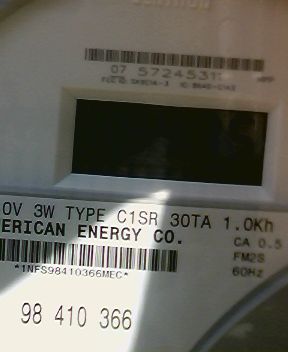 07 5724531
0V 3W TYPE C1SR 30TA 1.0Kh
ERICAN ENERGY CO.
CA 0.5
*1NFS98410366MEC*
FM2S
60Hz
98 410 366